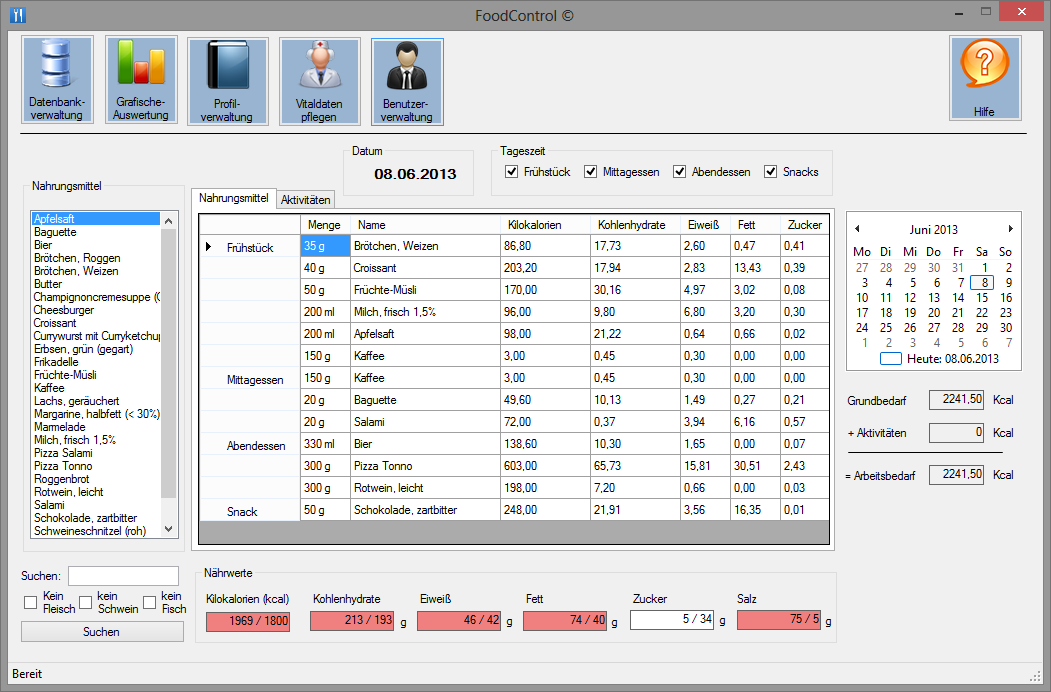 FoodControl ©
Datenbank-
verwaltung
Grafische-
Auswertung
Profil-
verwaltung
Vitaldaten
pflegen
Benutzer-
verwaltung
Hilfe
Datum
08.06.2013
Tageszeit
Frühstück Mittagessen Abendessen Snacks
Nahrungsmittel
Apfelsaft
Baguette
Bier
Brötchen, Roggen
Brötchen, Weizen
Butter
Champignoncremesuppe (C
Cheesburger
Croissant
Currywurst mit Curryketchup
Erbsen, grün (gegart)
Frikadelle
Früchte-Müsli
Kaffee
Lachs, geräuchert
Margarine, halbfett (< 30%)
Marmelade
Milch, frisch 1,5%
Pizza Salami
Pizza Tonno
Roggenbrot
Rotwein, leicht
Salami
Schokolade, zartbitter
Schweineschnitzel (roh)
Suchen:
Kein Fleisch
kein Schwein
kein Fisch
Suchen
Nahrungsmittel Aktivitäten
Menge Name Kilokalorien Kohlenhydrate Eiweiß Fett Zucker
Frühstück 35 g Brötchen, Weizen 86,80 17,73 2,60 0,47 0,41
40 g Croissant 203,20 17,94 2,83 13,43 0,39
50 g Früchte-Müsli 170,00 30,16 4,97 3,02 0,08
200 ml Milch, frisch 1,5% 96,00 9,80 6,80 3,20 0,30
200 ml Apfelsaft 98,00 21,22 0,64 0,66 0,02
150 g Kaffee 3,00 0,45 0,30 0,00 0,00
Mittagessen 150 g Kaffee 3,00 0,45 0,30 0,00 0,00
20 g Baguette 49,60 10,13 1,49 0,27 0,21
20 g Salami 72,00 0,37 3,94 6,16 0,57
Abendessen 330 ml Bier 138,60 10,30 1,65 0,00 0,07
300 g Pizza Tonno 603,00 65,73 15,81 30,51 2,43
300 g Rotwein, leicht 198,00 7,20 0,66 0,00 0,03
Snack 50 g Schokolade, zartbitter 248,00 21,91 3,56 16,35 0,01
Juni 2013
Mo Di Mi Do Fr Sa So
27 28 29 30 31 1 2
3 4 5 6 7 8 9
10 11 12 13 14 15 16
17 18 19 20 21 22 23
24 25 26 27 28 29 30
1 2 3 4 5 6 7
Heute: 08.06.2013
Grundbedarf 2241,50 Kcal
+ Aktivitäten 0 Kcal
= Arbeitsbedarf 2241,50 Kcal
Nährwerte
Kilokalorien (kcal) Kohlenhydrate Eiweiß Fett Zucker Salz
1969 / 1800 213 / 193 g 46 / 42 g 74 / 40 g 5 / 34 g 75 / 5 g
Bereit